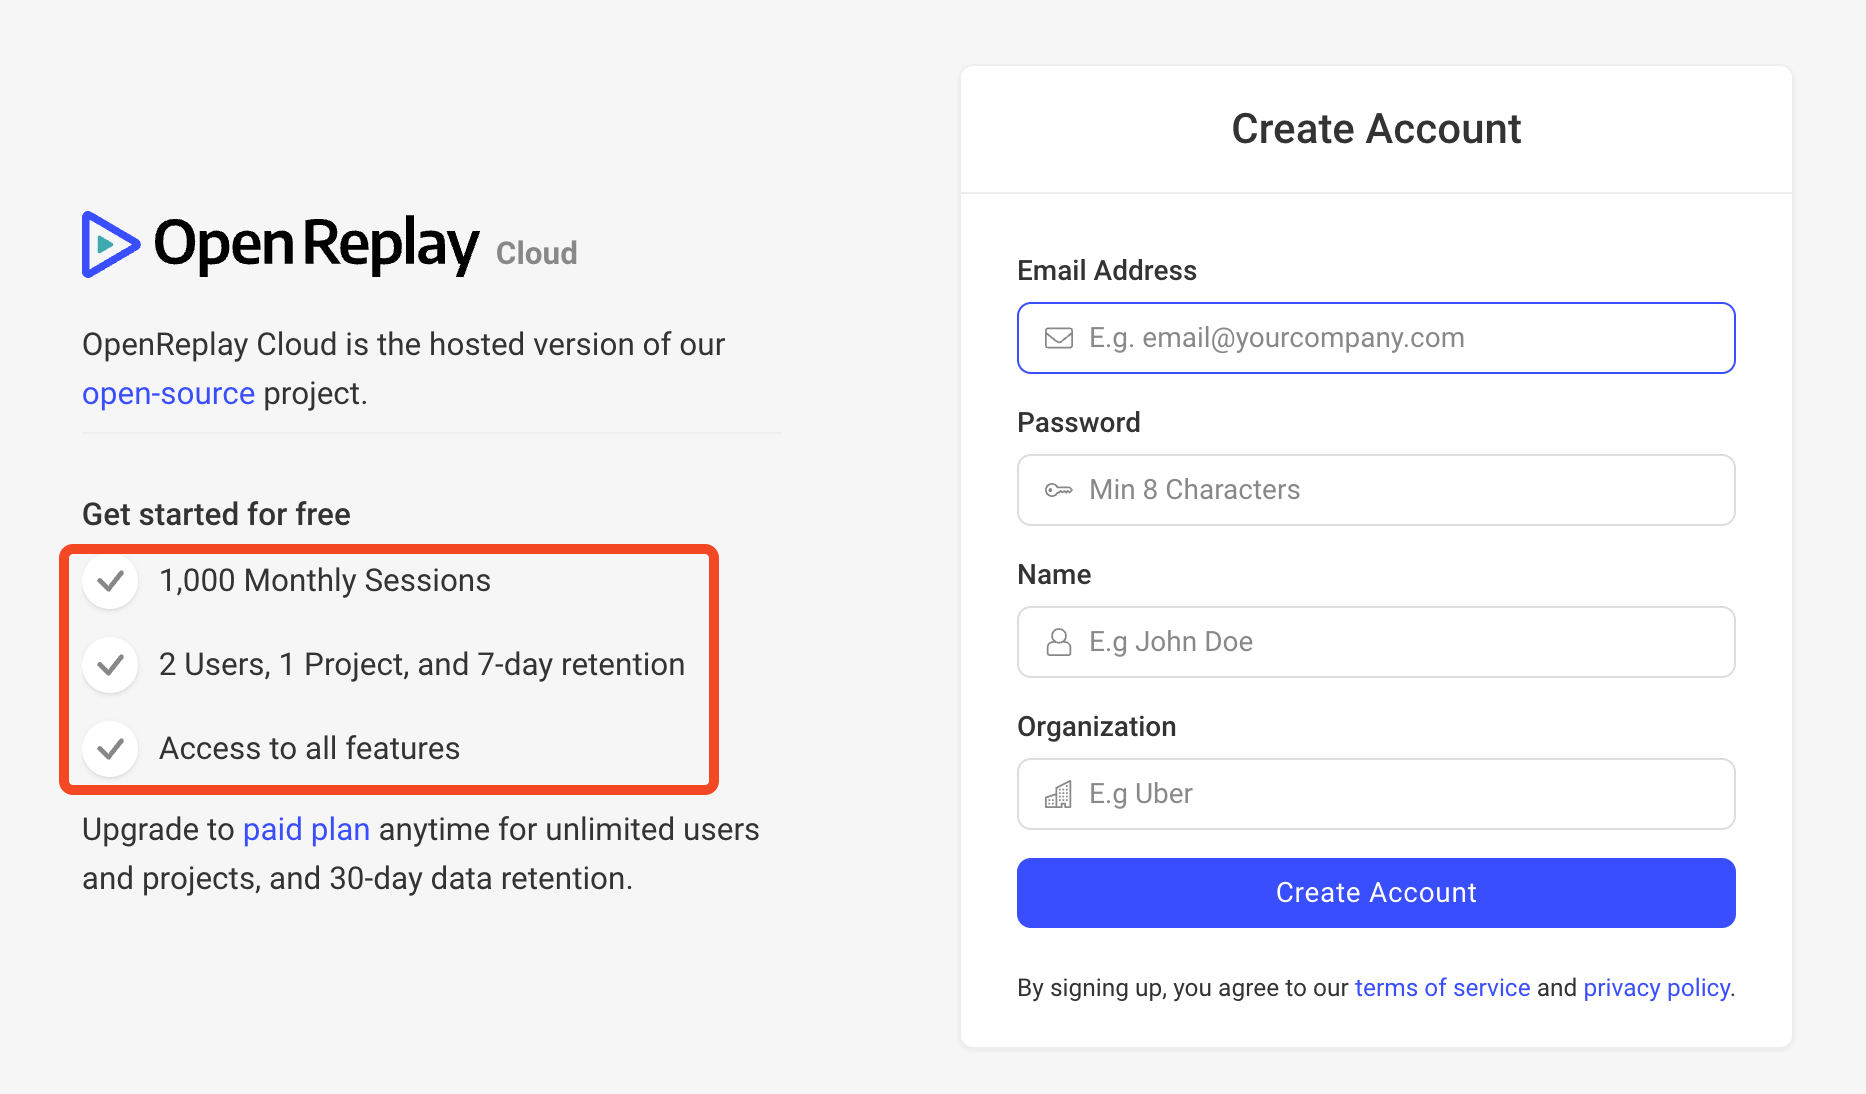 OpenReplay Cloud
OpenReplay Cloud is the hosted version of our
open-source project.
Get started for free
1,000 Monthly Sessions
2 Users, 1 Project, and 7-day retention
Access to all features
Upgrade to paid plan anytime for unlimited users
and projects, and 30-day data retention.
Create Account
Email Address
E.g. email@yourcompany.com
Password
Min 8 Characters
Name
E.g John Doe
Organization
E.g Uber
Create Account
By signing up, you agree to our terms of service and privacy policy.